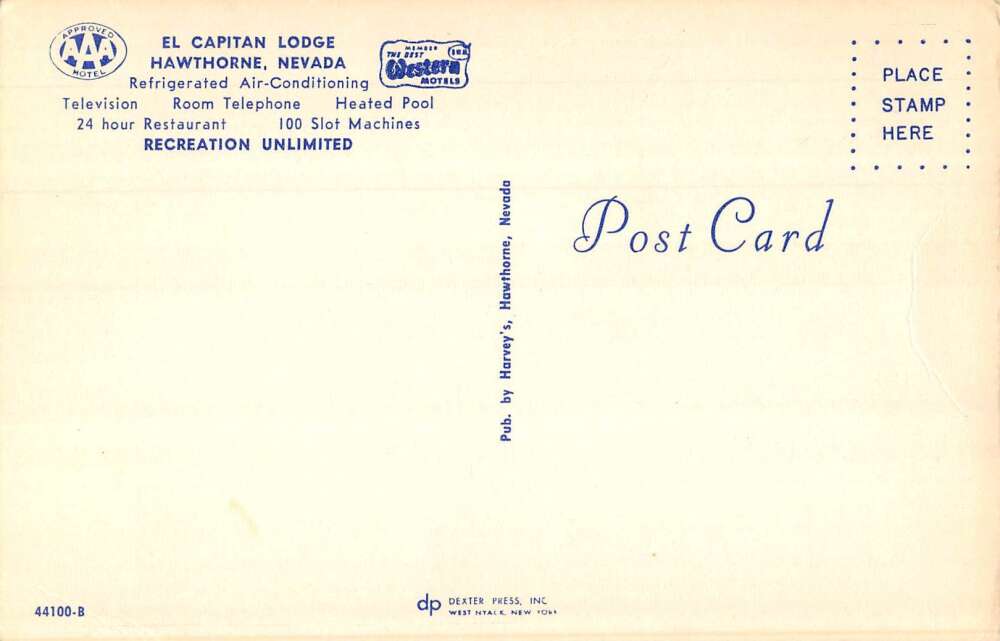 APPROVED
AAA
MOTEL
EL CAPITAN LODGE
HAWTHORNE, NEVADA
MEMBER
THE BEST
Western
MOTELS
Refrigerated Air-Conditioning
Television Room Telephone Heated Pool
24 hour Restaurant 100 Slot Machines
RECREATION UNLIMITED
PLACE
STAMP
HERE
Post Card
Pub. by Harvey's, Hawthorne, Nevada
44100-B
dp DEXTER PRESS, INC.
WEST NYACK, NEW YORK